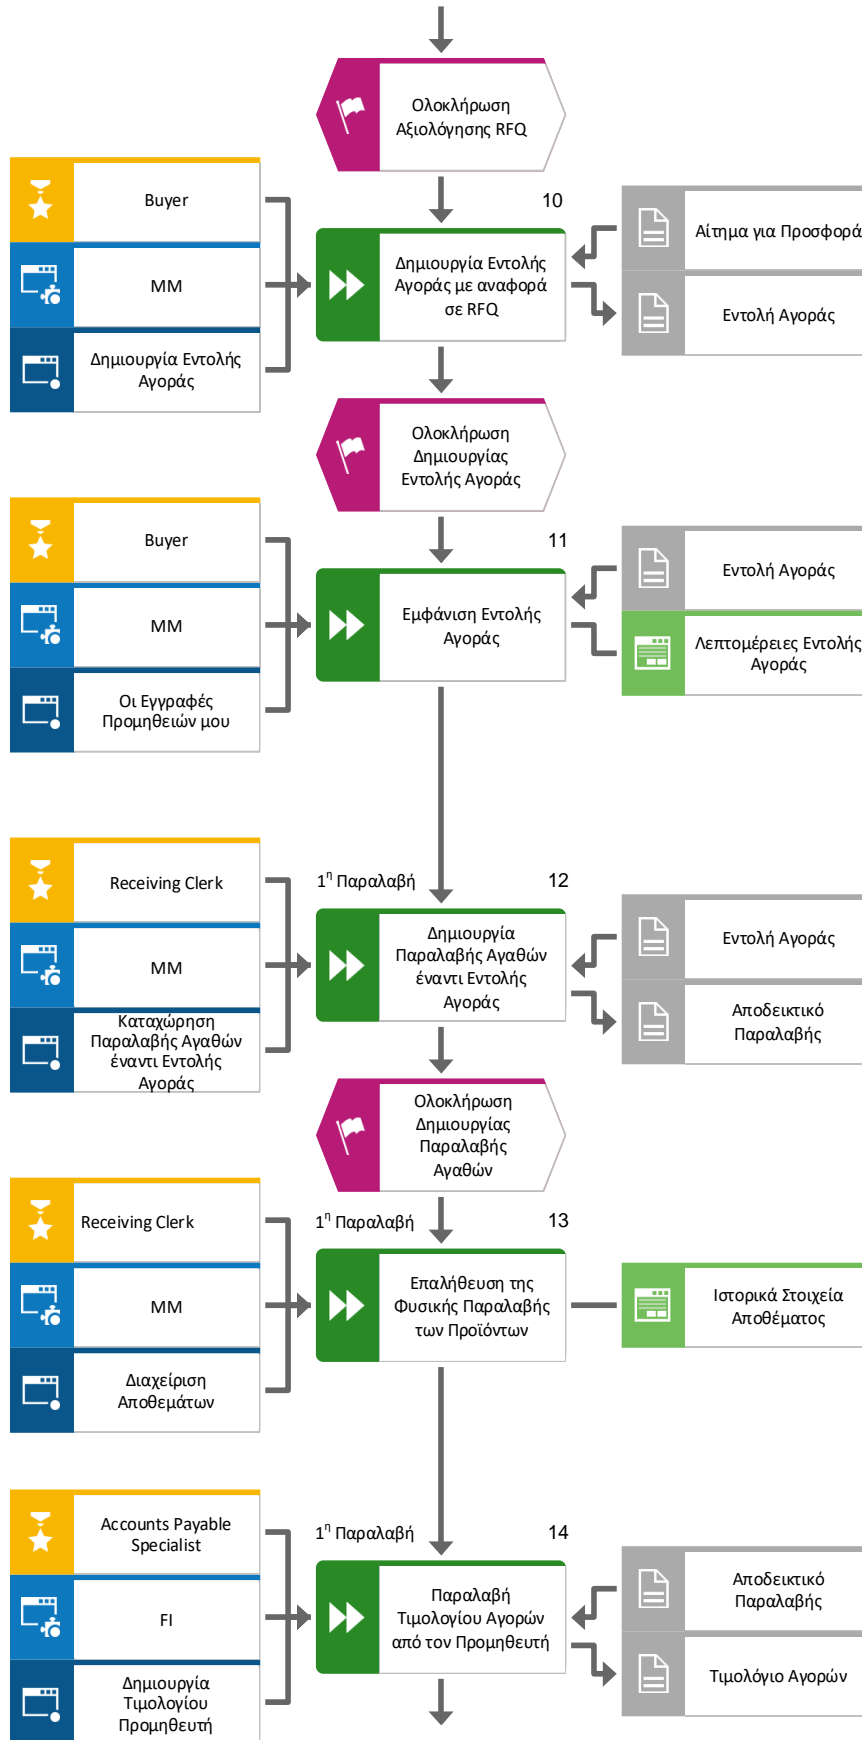 Ολοκλήρωση
Αξιολόγησης RFQ
10
Buyer
MM
Δημιουργία Εντολής
Αγοράς
Δημιουργία Εντολής
Αγοράς με αναφορά
σε RFQ
Αίτημα για Προσφορά
Εντολή Αγοράς
Ολοκλήρωση
Δημιουργίας
Εντολής Αγοράς
11
Buyer
MM
Οι Εγγραφές
Προμηθειών μου
Εμφάνιση Εντολής
Αγοράς
Εντολή Αγοράς
Λεπτομέρειες Εντολής
Αγοράς
1η Παραλαβή
12
Receiving Clerk
MM
Καταχώρηση
Παραλαβής Αγαθών
έναντι Εντολής
Αγοράς
Δημιουργία
Παραλαβής Αγαθών
έναντι Εντολής
Αγοράς
Εντολή Αγοράς
Αποδεικτικό
Παραλαβής
Ολοκλήρωση
Δημιουργίας
Παραλαβής
Αγαθών
1η Παραλαβή
13
Receiving Clerk
MM
Διαχείριση
Αποθεμάτων
Επαλήθευση της
Φυσικής Παραλαβής
των Προϊόντων
Ιστορικά Στοιχεία
Αποθέματος
1η Παραλαβή
14
Accounts Payable
Specialist
FI
Δημιουργία
Τιμολογίου
Προμηθευτή
Παραλαβή
Τιμολογίου Αγορών
από τον Προμηθευτή
Αποδεικτικό
Παραλαβής
Τιμολόγιο Αγορών